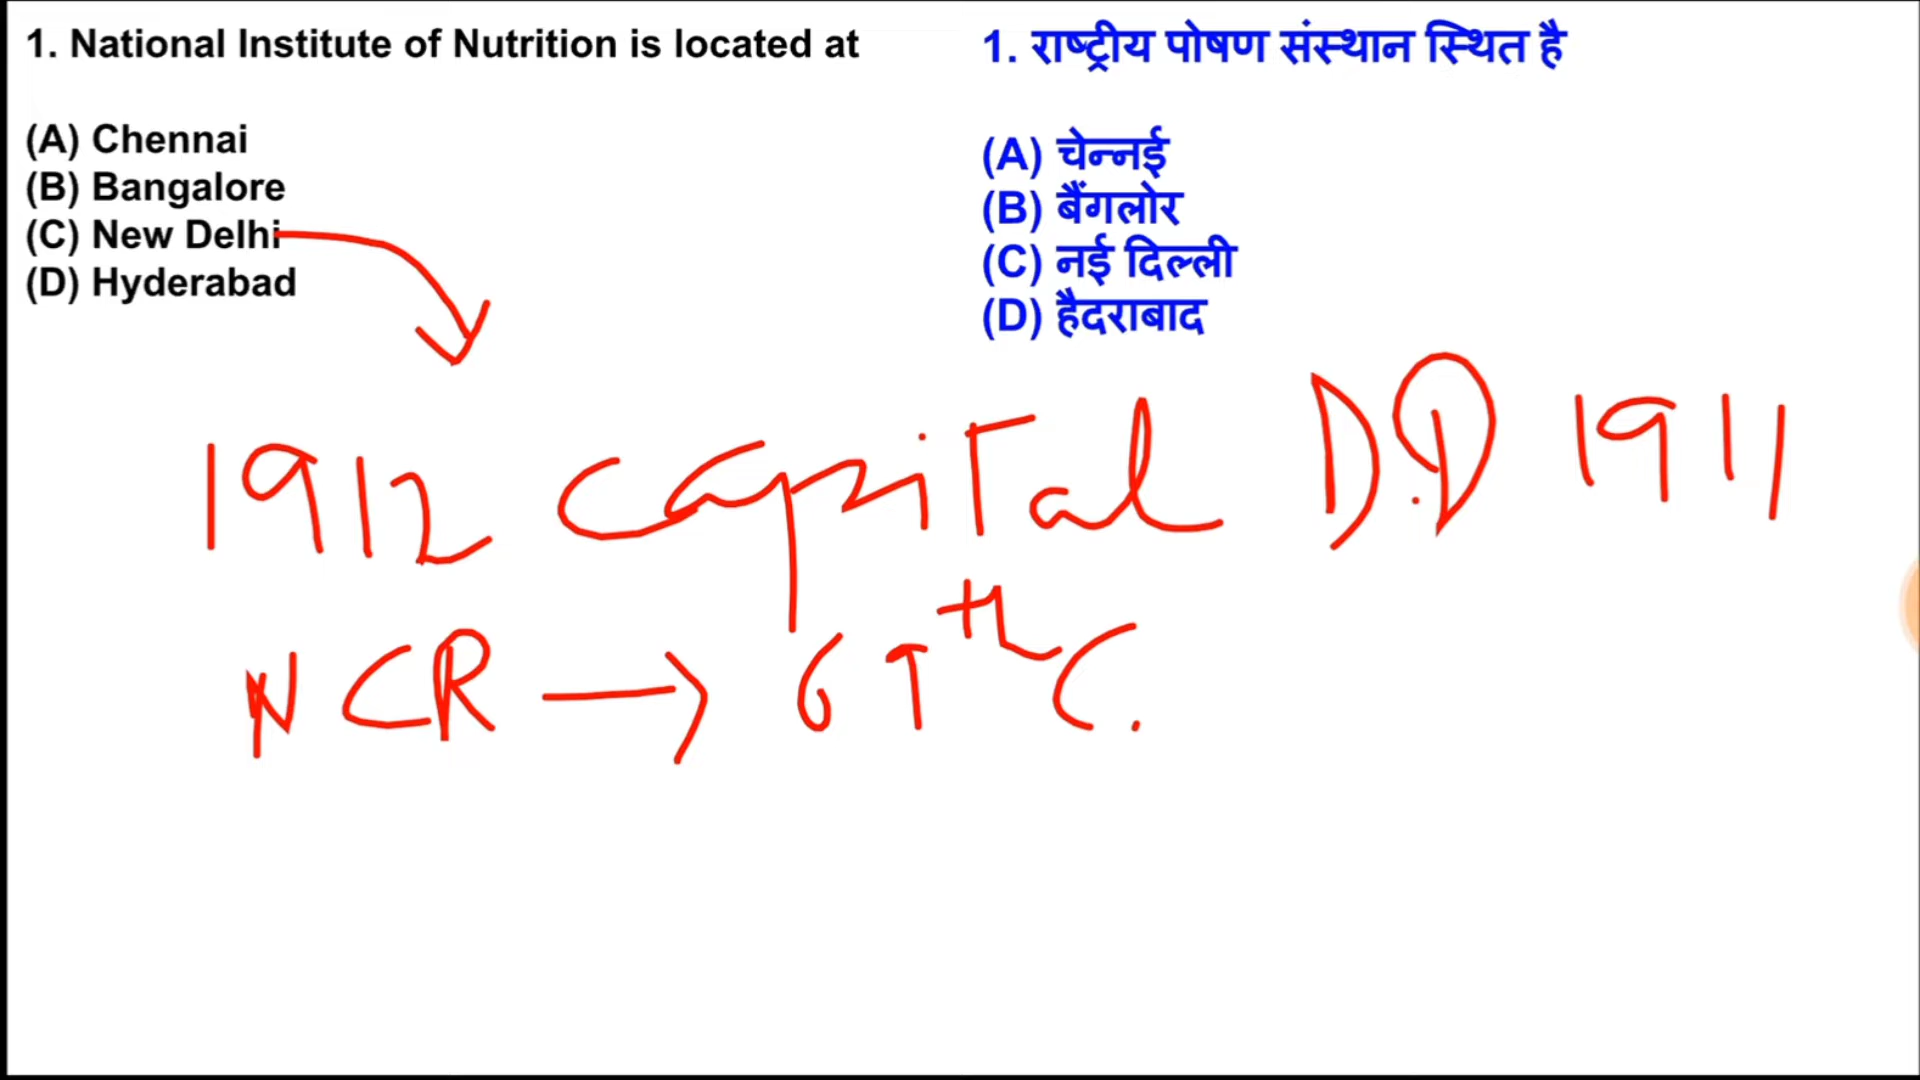 1. National Institute of Nutrition is located at
(A) Chennai
(B) Bangalore
(C) New Delhi
(D) Hyderabad
1. राष्ट्रीय पोषण संस्थान स्थित है
(A) चेन्नई
(B) बैंगलोर
(C) नई दिल्ली
(D) हैदराबाद
1912 capital D.D 1911
NCR → 69th C.